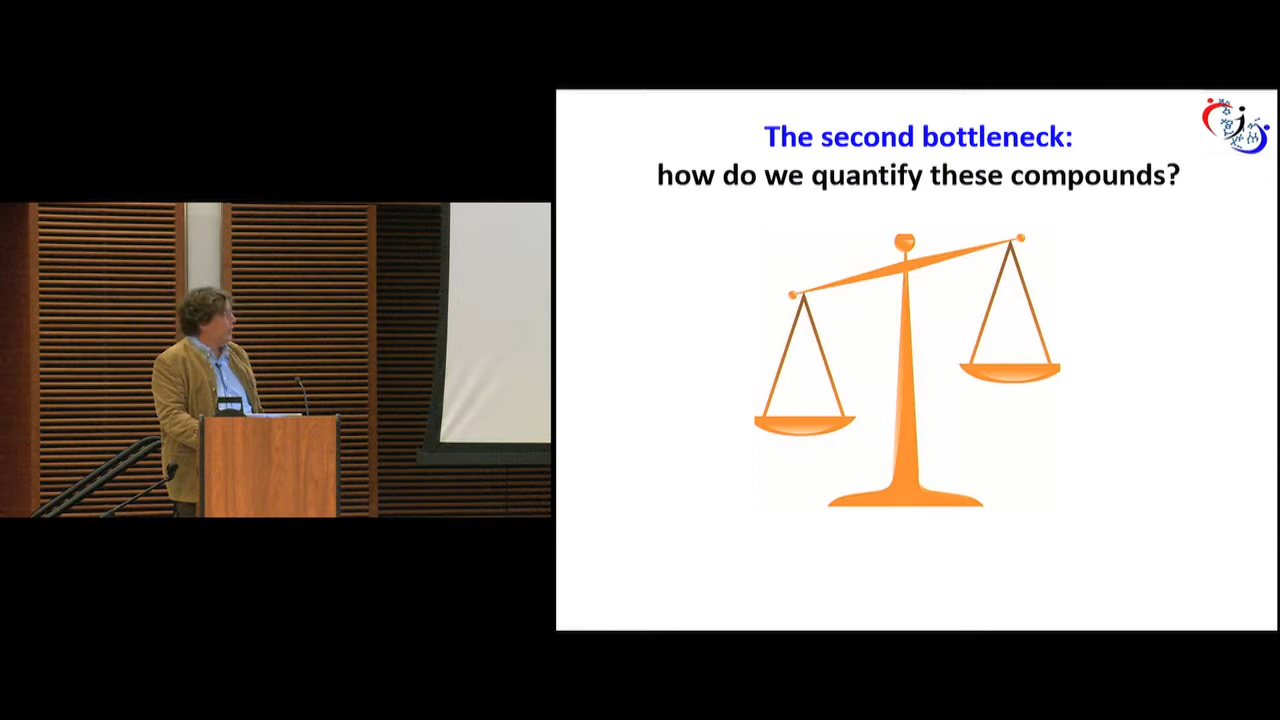 The second bottleneck:
how do we quantify these compounds?